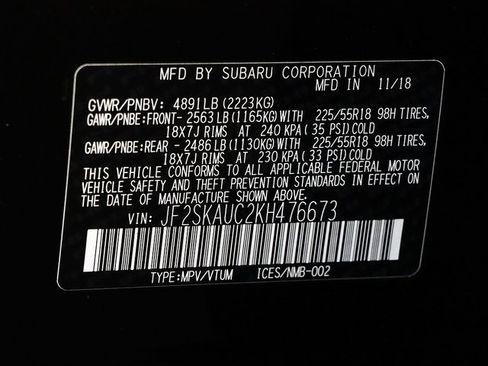 MFD BY SUBARU CORPORATION
MFD IN 11/18
GVWR/PNBV: 4891LB (2223KG)
GAWR/PNBE:FRONT- 2563LB (1165KG)WITH 225/55R18 98H TIRES,
18X7J RIMS AT 240 KPA (35 PSI)COLD
GAWR/PNBE:REAR - 2486LB (1130KG)WITH 225/55R18 98H TIRES,
18X7J RIMS AT 230 KPA (33 PSI)COLD
THIS VEHICLE CONFORMS TO ALL APPLICABLE FEDERAL MOTOR
VEHICLE SAFETY AND THEFT PREVENTION STANDARDS IN EFFECT ON
THE DATE OF MANUFACTURE SHOWN ABOVE.
VIN: JF2SKAUC2KH476673
TYPE:MPV/VTUM ICES/NMB-002